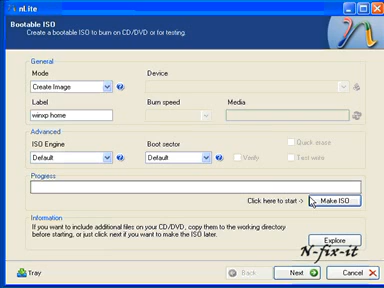 nLite
Bootable ISO
Create a bootable ISO to burn on CD/DVD or for testing.
General
Mode
Device
Create Image
Label
Burn speed
Media
winxp home
Advanced
ISO Engine
Boot sector
Quick erase
Default
Default
Verify
Test write
Progress
Click here to start ->
Make ISO
Information
If you want to include additional files on your CD/DVD, copy them to the working directory
before starting, or just click next if you want to make the ISO later.
Explore
N-fix-it
Tray
Back
Next
Cancel